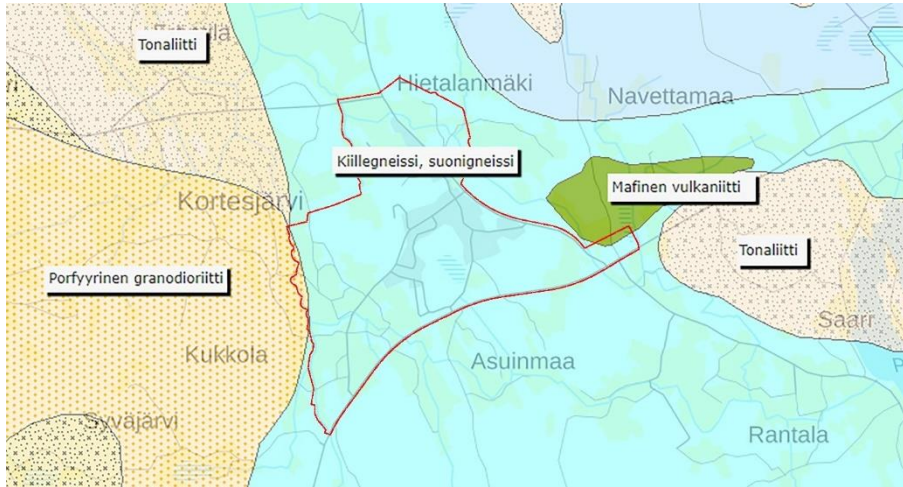 Tonaliitti
Hietalanmäki
Navettamaa
Kiillegneissi, suonigneissi
Mafinen vulkaniitti
Kortesjärvi
Tonaliitti
Porfyyrinen granodioriitti
Saari
Kukkola
Asuinmaa
Syväjärvi
Rantala